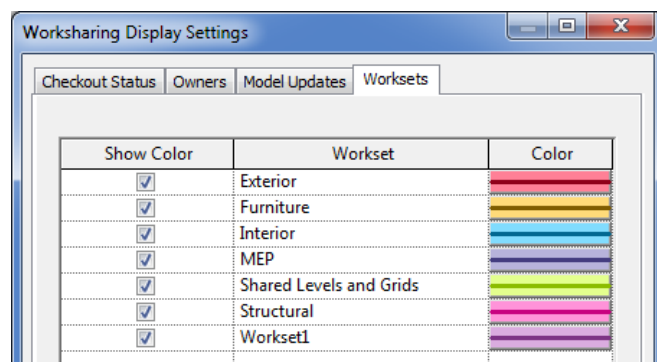 Worksharing Display Settings
Checkout Status Owners Model Updates Worksets
Show Color Workset Color
Exterior
Furniture
Interior
MEP
Shared Levels and Grids
Structural
Workset1